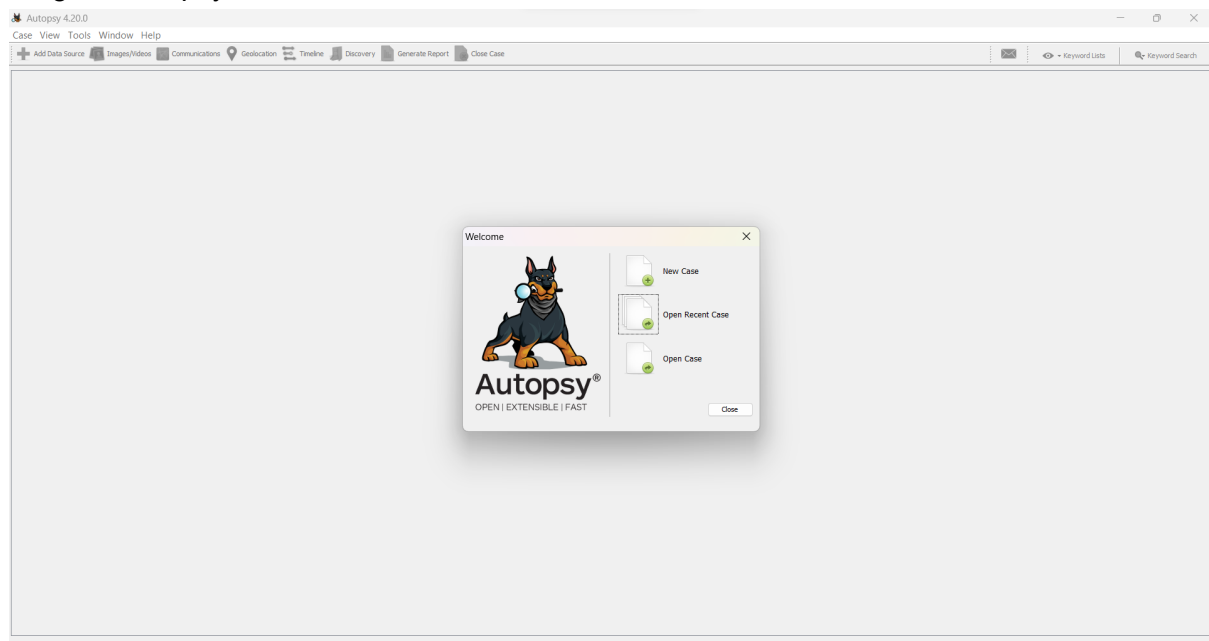 Autopsy 4.20.0
Case View Tools Window Help
Add Data Source Images/Videos Communications Geolocation Timeline Discovery Generate Report Close Case Keyword Lists Keyword Search
Welcome
New Case
Open Recent Case
Open Case
Autopsy®
OPEN | EXTENSIBLE | FAST
Close